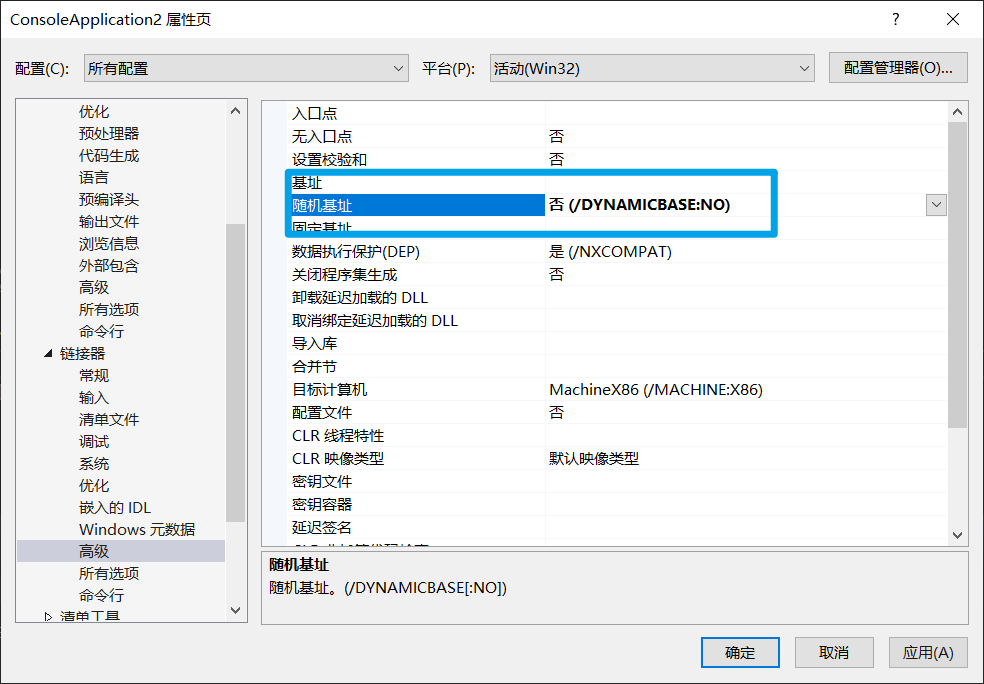 ConsoleApplication2 属性页
配置(C): 所有配置 平台(P): 活动(Win32) 配置管理器(O)...
优化
预处理器
代码生成
语言
预编译头
输出文件
浏览信息
外部包含
高级
所有选项
命令行
链接器
常规
输入
清单文件
调试
系统
优化
嵌入的 IDL
Windows 元数据
高级
所有选项
命令行
清单工具
入口点
无入口点 否
设置校验和 否
基址
随机基址 否 (/DYNAMICBASE:NO)
固定基址
数据执行保护(DEP) 是 (/NXCOMPAT)
关闭程序集生成 否
卸载延迟加载的 DLL
取消绑定延迟加载的 DLL
导入库
合并节
目标计算机 MachineX86 (/MACHINE:X86)
配置文件 否
CLR 线程特性
CLR 映像类型 默认映像类型
密钥文件
密钥容器
延迟签名
随机基址
随机基址。(/DYNAMICBASE[:NO])
确定 取消 应用(A)